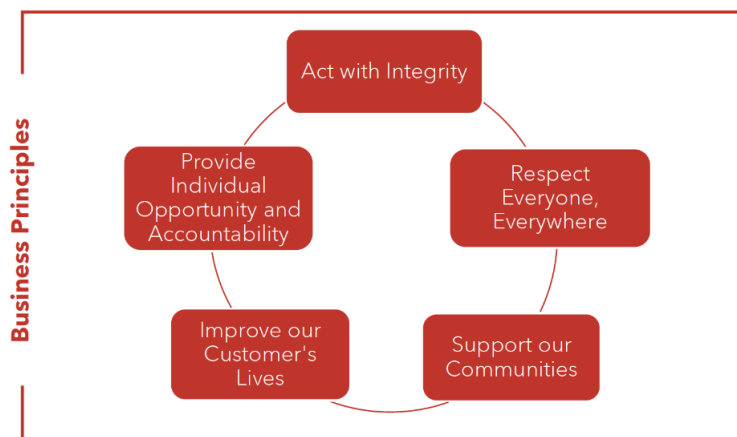 Business Principles
Act with Integrity
Respect
Everyone,
Everywhere
Support our
Communities
Improve our
Customer's
Lives
Provide
Individual
Opportunity and
Accountability